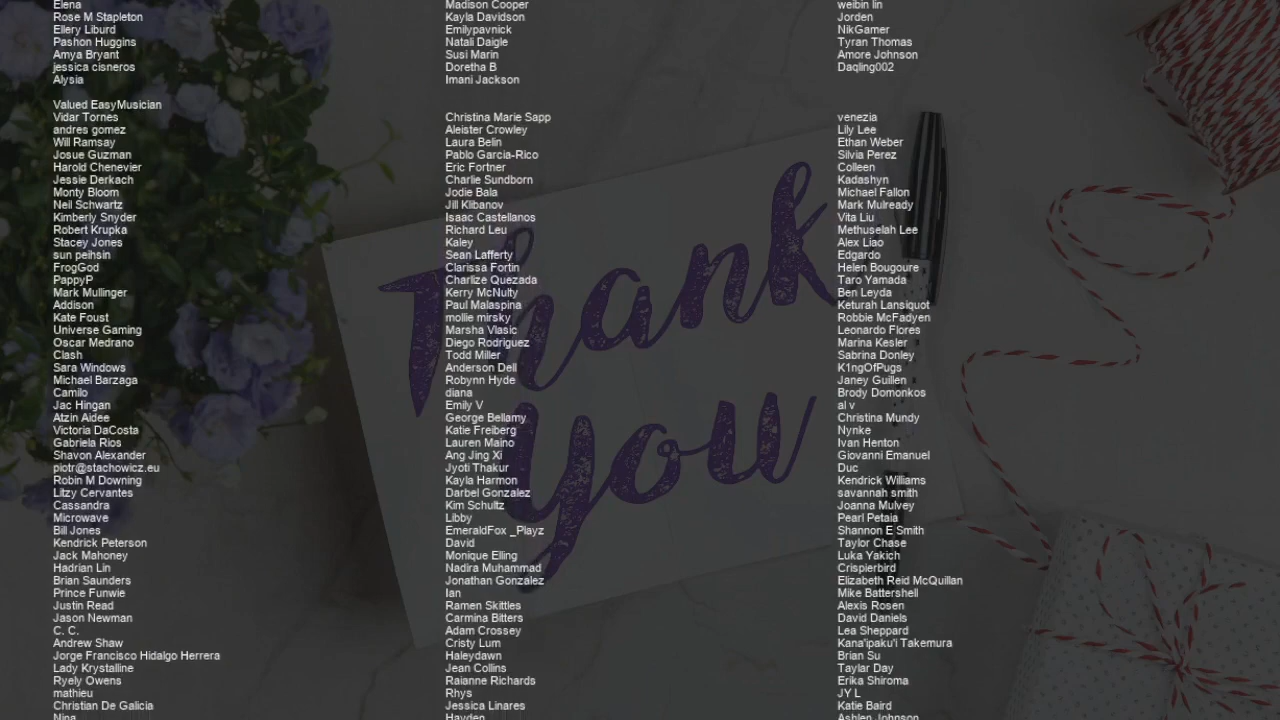 Elena
Rose M Stapleton
Ellery Liburd
Pashon Huggins
Amya Bryant
jessica cisneros
Alysia
Valued EasyMusician
Vidar Tornes
andres gomez
Will Ramsay
Josue Guzman
Harold Chenevier
Jessie Derkach
Monty Bloom
Neil Schwartz
Kimberly Snyder
Robert Krupka
Stacey Jones
sun peihsin
FrogGod
PappyP
Mark Mullinger
Addison
Kate Foust
Universe Gaming
Oscar Medrano
Clash
Sara Windows
Michael Barzaga
Camilo
Jac Hingan
Atzin Aidee
Victoria DaCosta
Gabriela Rios
Shavon Alexander
piotr@stachowicz.eu
Robin M Downing
Litzy Cervantes
Cassandra
Microwave
Bill Jones
Kendrick Peterson
Jack Mahoney
Hadrian Lin
Brian Saunders
Prince Funwie
Justin Read
Jason Newman
C. C.
Andrew Shaw
Jorge Francisco Hidalgo Herrera
Lady Krystalline
Ryely Owens
mathieu
Christian De Galicia
Nina
Madison Cooper
Kayla Davidson
Emilypavnick
Natali Daigle
Susi Marin
Doretha B
Imani Jackson
Christina Marie Sapp
Aleister Crowley
Laura Belin
Pablo Garcia-Rico
Eric Fortner
Charlie Sundborn
Jodie Bala
Jill Klibanov
Isaac Castellanos
Richard Leu
Kaley
Sean Lafferty
Clarissa Fortin
Charlize Quezada
Kerry McNulty
Paul Malaspina
mollie mirsky
Marsha Vlasic
Diego Rodriguez
Todd Miller
Anderson Dell
Robynn Hyde
diana
Emily V
George Bellamy
Katie Freiberg
Lauren Maino
Ang Jing Xi
Jyoti Thakur
Kayla Harmon
Darbel Gonzalez
Kim Schultz
Libby
EmeraldFox _Playz
David
Monique Elling
Nadira Muhammad
Jonathan Gonzalez
Ian
Ramen Skittles
Carmina Bitters
Adam Crossey
Cristy Lum
Haleydawn
Jean Collins
Raianne Richards
Rhys
Jessica Linares
Hayden
weibin lin
Jorden
NikGamer
Tyran Thomas
Amore Johnson
Daqling002
venezia
Lily Lee
Ethan Weber
Silvia Perez
Colleen
Kadashyn
Michael Fallon
Mark Mulready
Vita Liu
Methuselah Lee
Alex Liao
Edgardo
Helen Bougoure
Taro Yamada
Ben Leyda
Keturah Lansiquot
Robbie McFadyen
Leonardo Flores
Marina Kesler
Sabrina Donley
K1ngOfPugs
Janey Guillen
Brody Domonkos
al v
Christina Mundy
Nynke
Ivan Henton
Giovanni Emanuel
Duc
Kendrick Williams
savannah smith
Joanna Mulvey
Pearl Petaia
Shannon E Smith
Taylor Chase
Luka Yakich
Crispierbird
Elizabeth Reid McQuillan
Mike Battershell
Alexis Rosen
David Daniels
Lea Sheppard
Kana'ipaku'i Takemura
Brian Su
Taylar Day
Erika Shiroma
JY L
Katie Baird
Ashlen Johnson
Thank
you